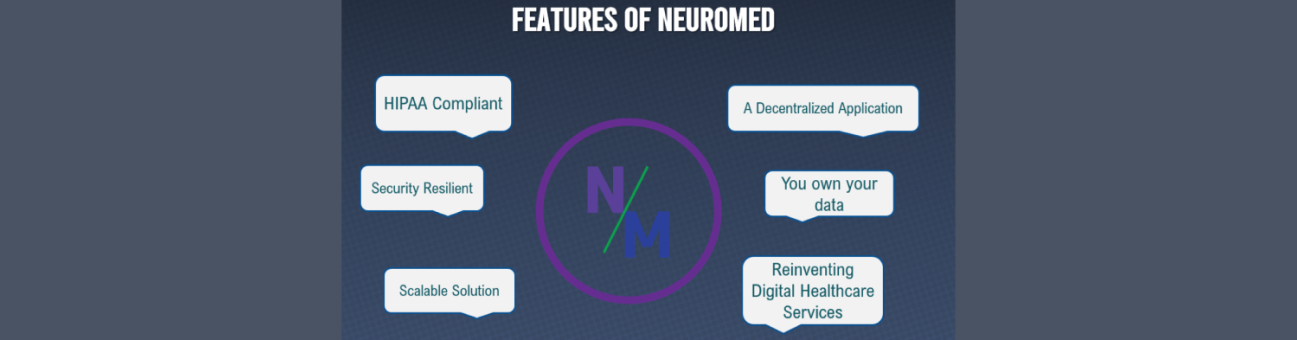 FEATURES OF NEUROMED
HIPAA Compliant
A Decentralized Application
Security Resilient
You own your
data
N/M
Scalable Solution
Reinventing
Digital Healthcare
Services